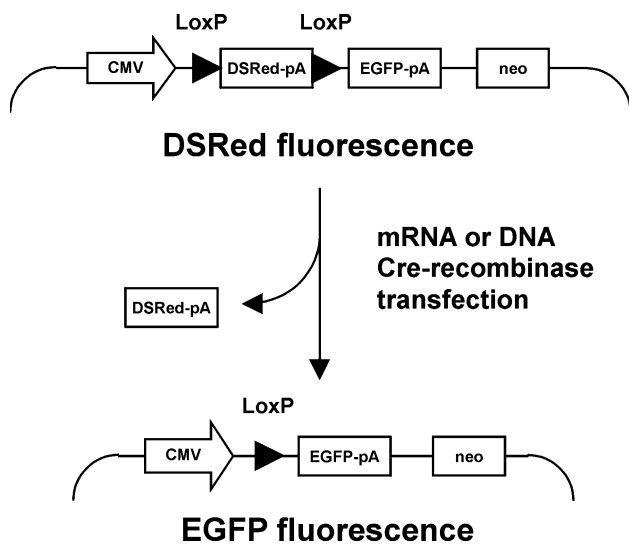 LoxP LoxP
CMV DSRed-pA EGFP-pA neo
DSRed fluorescence
mRNA or DNA
Cre-recombinase
transfection
DSRed-pA
LoxP
CMV EGFP-pA neo
EGFP fluorescence